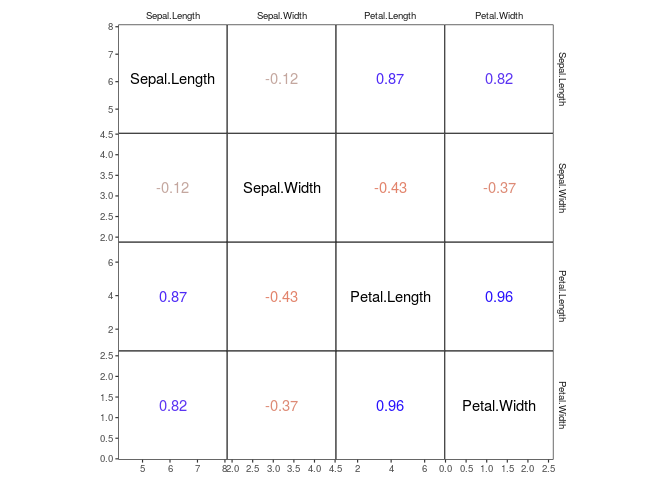 Sepal.Length Sepal.Width Petal.Length Petal.Width
8
7
6
5
Sepal.Length -0.12 0.87 0.82
Sepal.Length
4.5
4.0
3.5
3.0
2.5
2.0
-0.12 Sepal.Width -0.43 -0.37
Sepal.Width
6
4
2
0.87 -0.43 Petal.Length 0.96
Petal.Length
2.5
2.0
1.5
1.0
0.5
0.0
0.82 -0.37 0.96 Petal.Width
Petal.Width
5 6 7 8 2.0 2.5 3.0 3.5 4.0 4.5 2 4 6 0.0 0.5 1.0 1.5 2.0 2.5